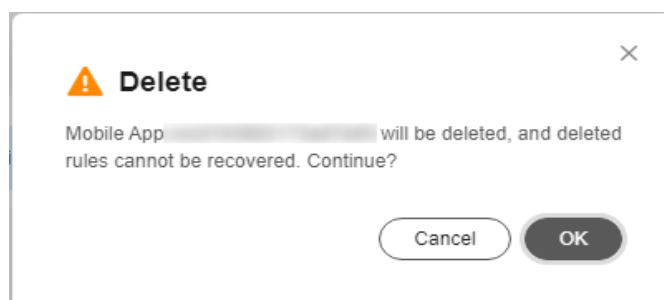 Delete
Mobile App will be deleted, and deleted
rules cannot be recovered. Continue?
Cancel OK